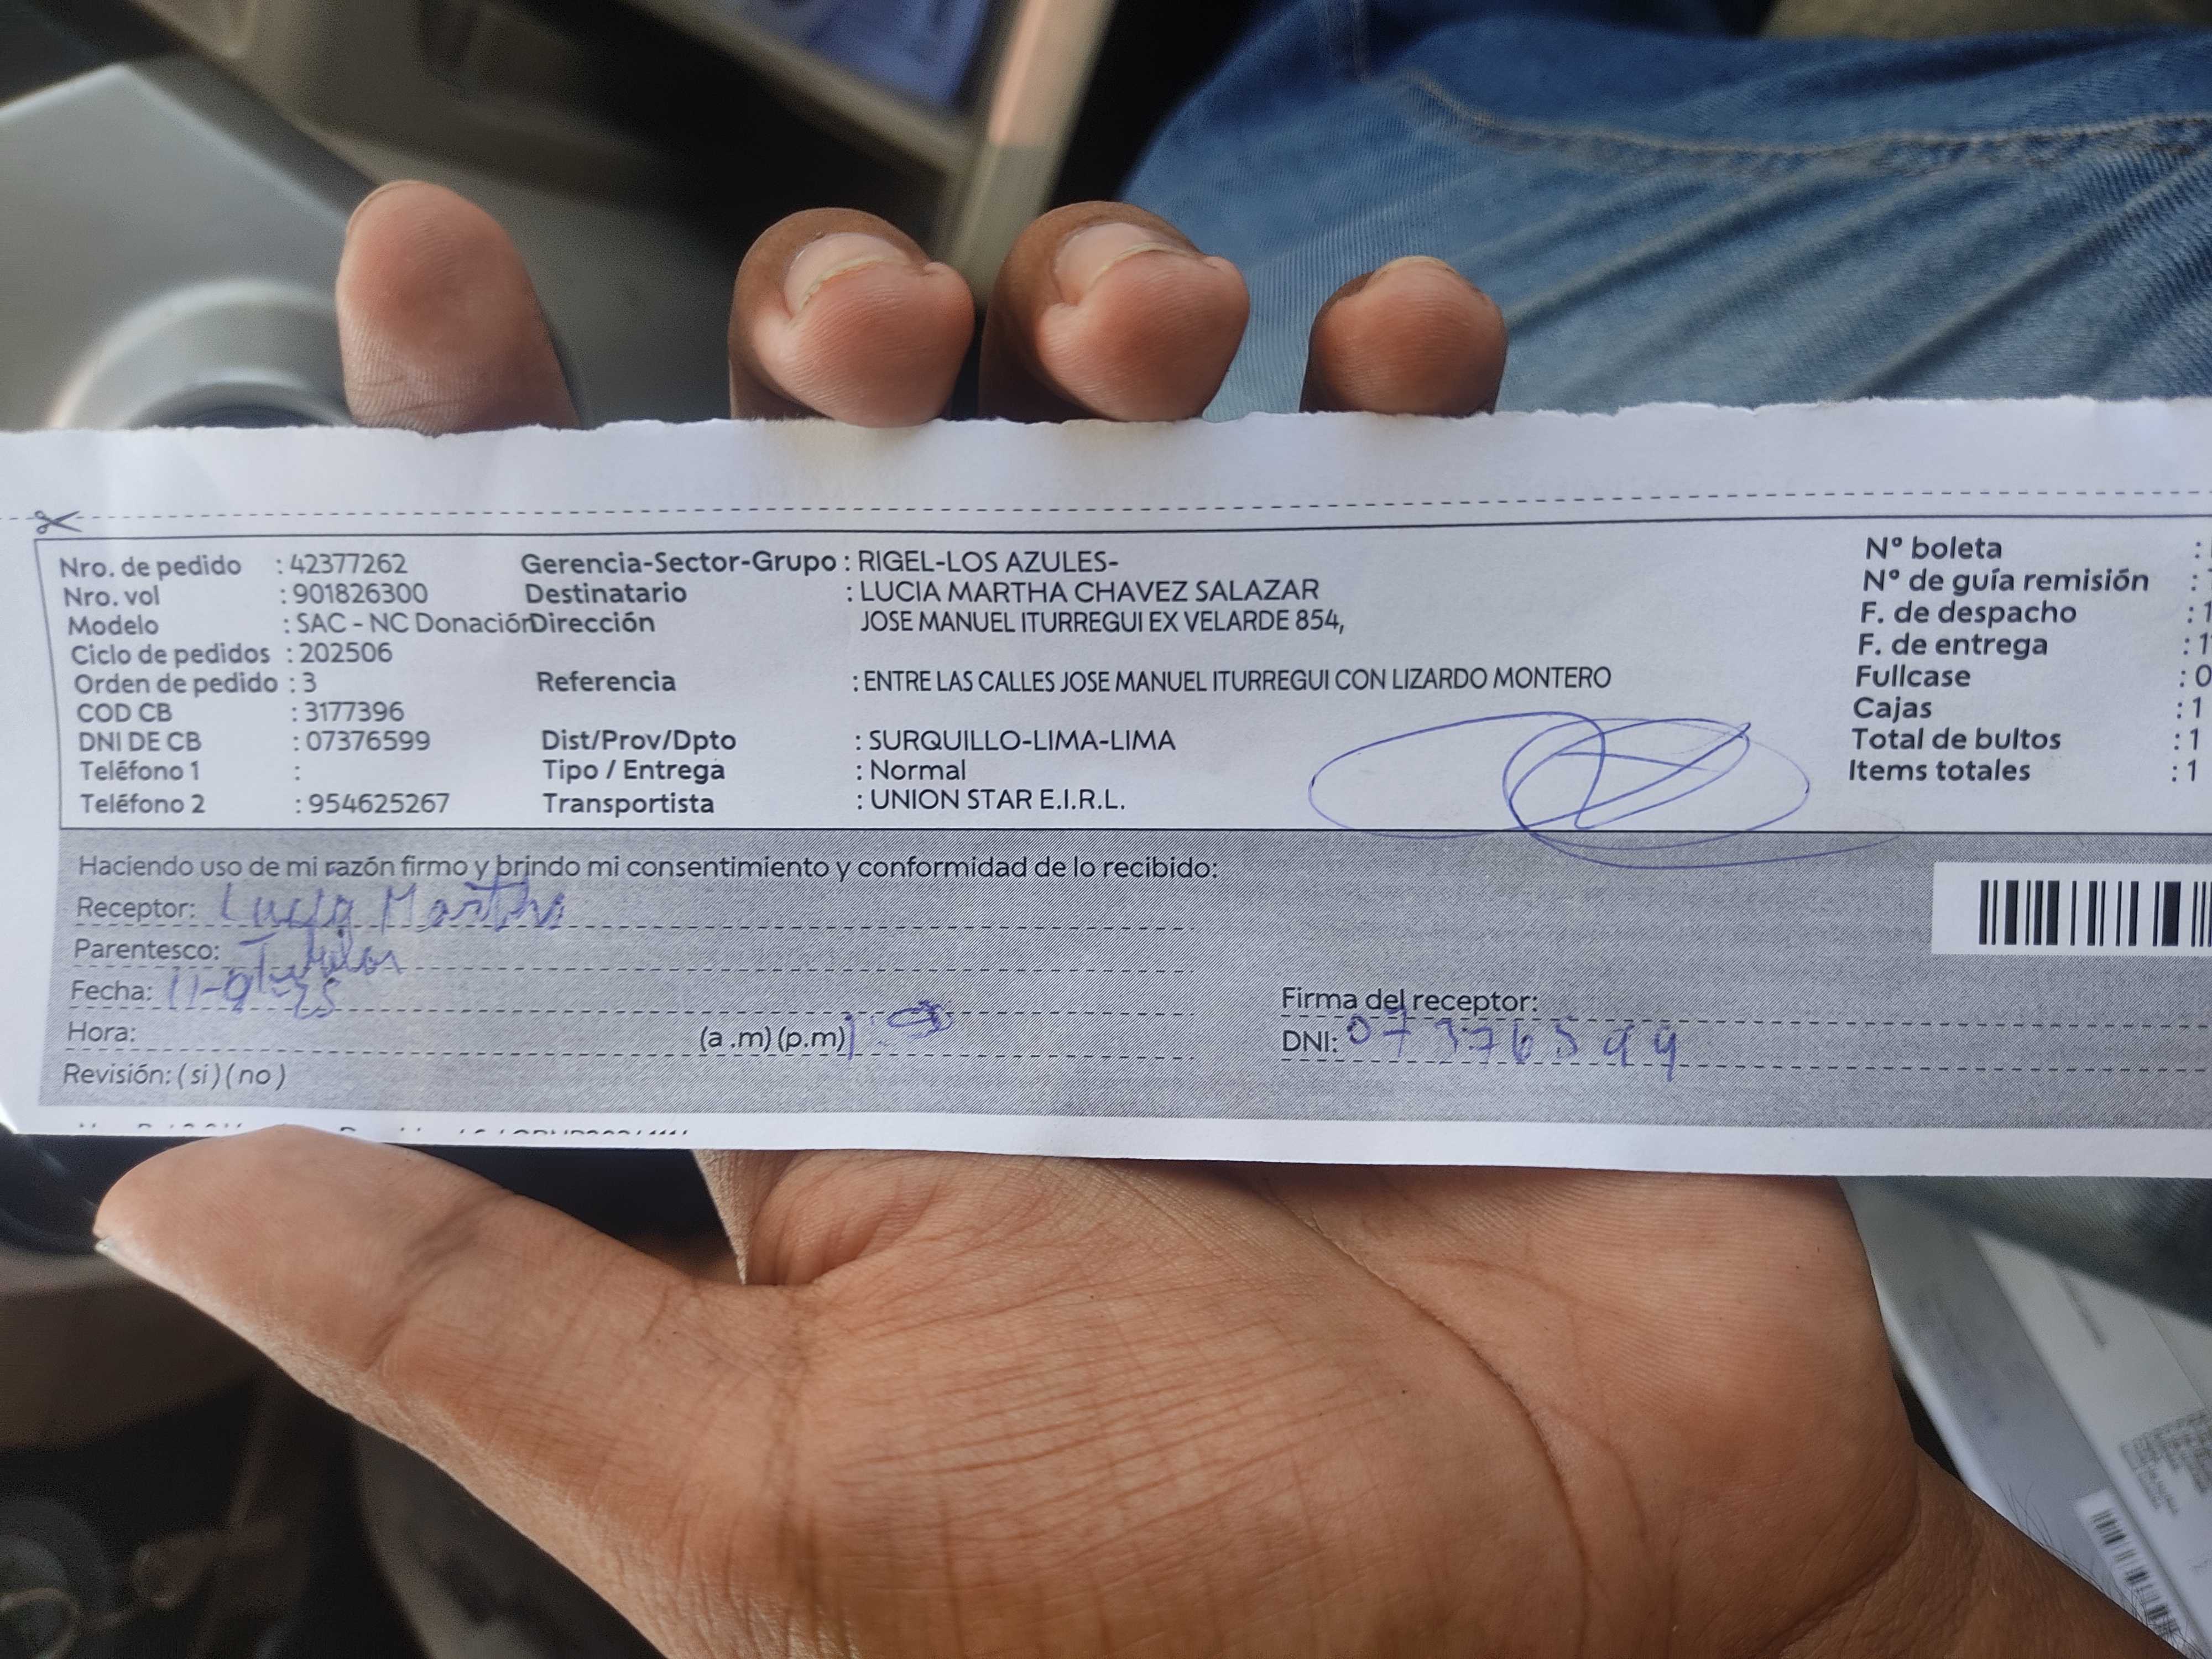 Nro. de pedido : 42377262
Nro. vol : 901826300
Modelo : SAC - NC Donación
Ciclo de pedidos : 202506
Orden de pedido : 3
COD CB : 3177396
DNI DE CB : 07376599
Teléfono 1 :
Teléfono 2 : 954625267
Gerencia-Sector-Grupo : RIGEL-LOS AZULES-
Destinatario : LUCIA MARTHA CHAVEZ SALAZAR
Dirección JOSE MANUEL ITURREGUI EX VELARDE 854,
Referencia : ENTRE LAS CALLES JOSE MANUEL ITURREGUI CON LIZARDO MONTERO
Dist/Prov/Dpto : SURQUILLO-LIMA-LIMA
Tipo / Entrega : Normal
Transportista : UNION STAR E.I.R.L.
N° boleta :
N° de guía remisión :
F. de despacho : 1
F. de entrega : 1
Fullcase : 0
Cajas : 1
Total de bultos : 1
Items totales : 1
Haciendo uso de mi razón firmo y brindo mi consentimiento y conformidad de lo recibido:
Receptor: Lucia Martha
Parentesco: Titular
Fecha: 11-
Hora: (a .m) (p.m)
Revisión: ( si ) ( no )
Firma del receptor:
DNI: 07376599